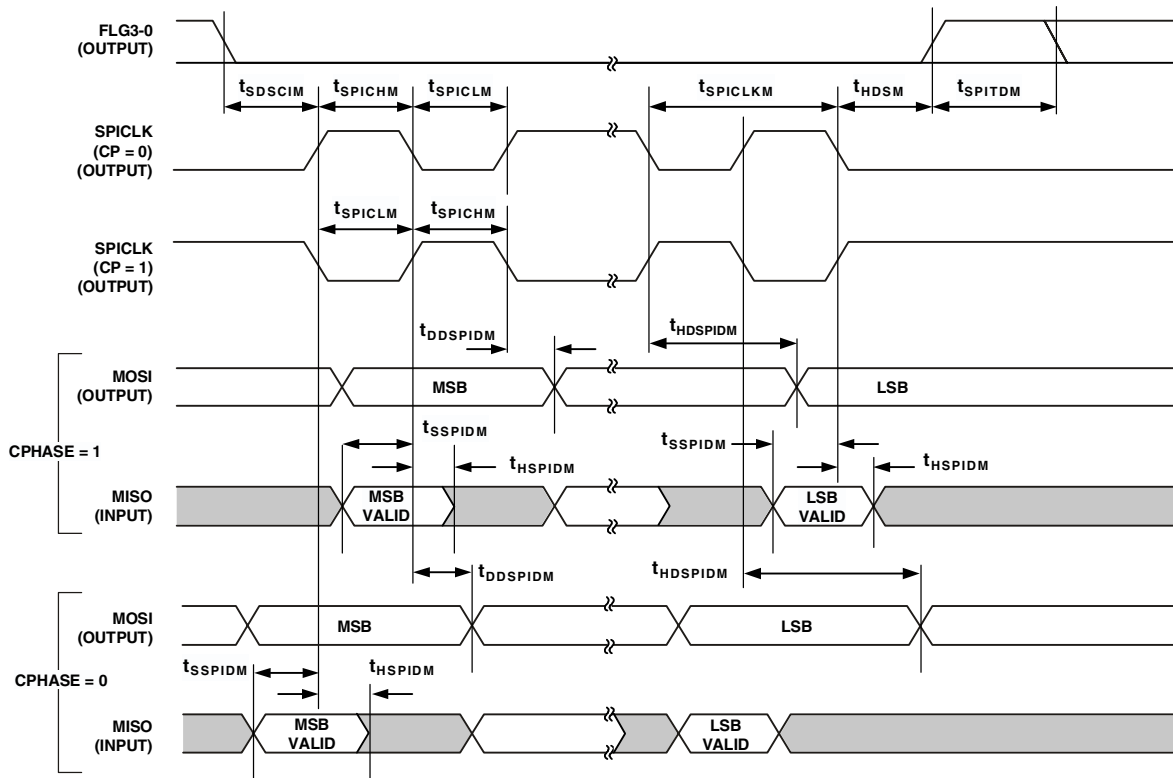 FLG3-0
(OUTPUT)
tSDSCIM tSPICHM tSPICLM tSPICLKM tHDSM tSPITDM
SPICLK
(CP = 0)
(OUTPUT)
tSPICLM tSPICHM
SPICLK
(CP = 1)
(OUTPUT)
tDDSPIDM tHDSPIDM
CPHASE = 1
MOSI
(OUTPUT)
MSB LSB
tSSPIDM tHSPIDM tSSPIDM tHSPIDM
MISO
(INPUT)
MSB
VALID
LSB
VALID
tDDSPIDM tHDSPIDM
CPHASE = 0
MOSI
(OUTPUT)
MSB LSB
tSSPIDM tHSPIDM
MISO
(INPUT)
MSB
VALID
LSB
VALID